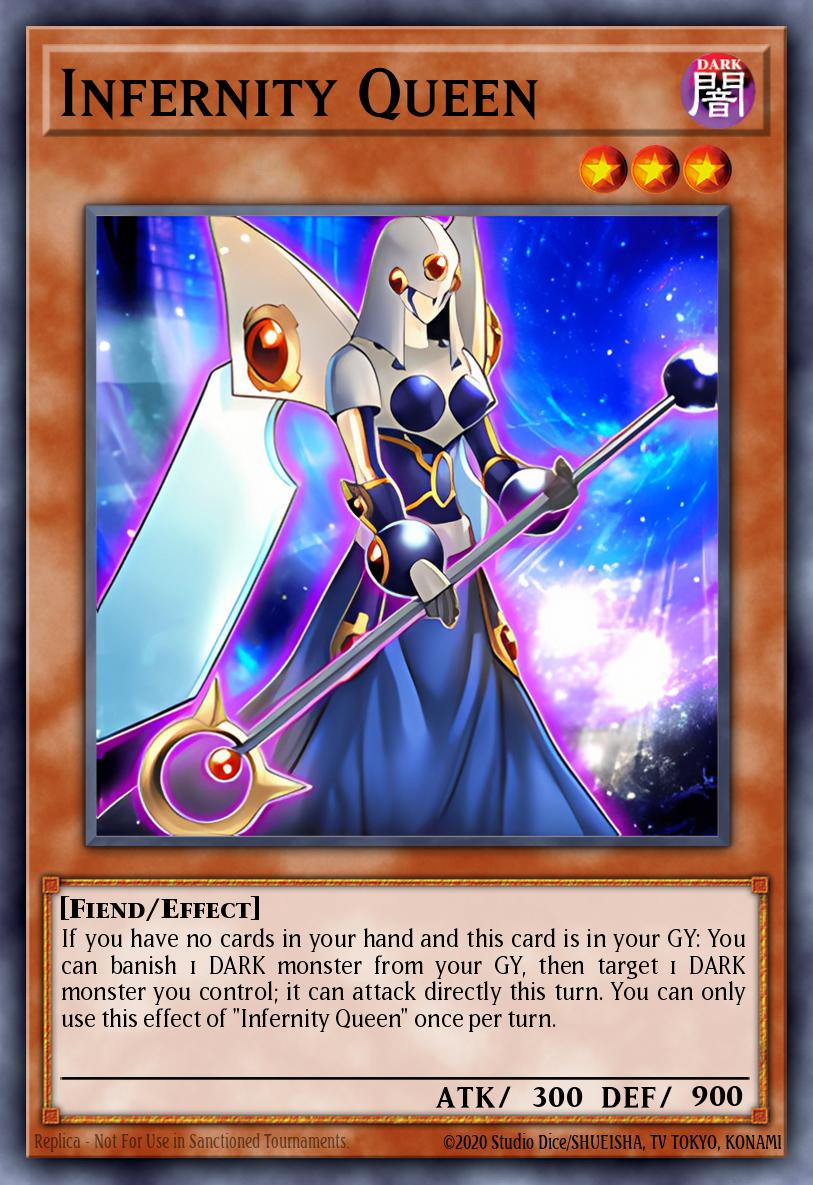 Infernity Queen
DARK
闇
[Fiend/Effect]
If you have no cards in your hand and this card is in your GY: You
can banish 1 DARK monster from your GY, then target 1 DARK
monster you control; it can attack directly this turn. You can only
use this effect of "Infernity Queen" once per turn.
ATK/ 300 DEF/ 900
Replica - Not For Use in Sanctioned Tournaments.
©2020 Studio Dice/SHUEISHA, TV TOKYO, KONAMI